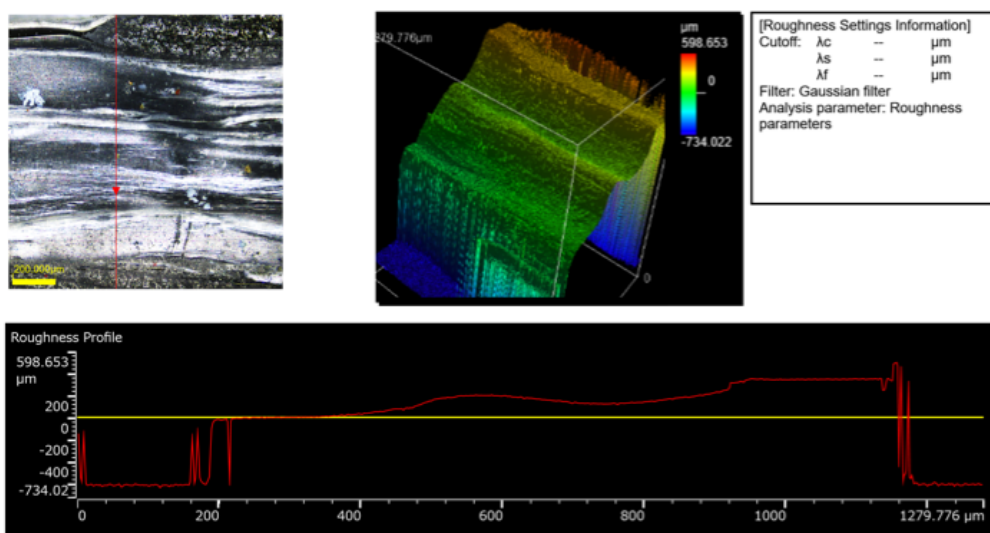 200.000µm
279.776µm
µm
598.653
0
-734.022
0
[Roughness Settings Information]
Cutoff: λc -- µm
λs -- µm
λf -- µm
Filter: Gaussian filter
Analysis parameter: Roughness
parameters
Roughness Profile
598.653
µm
200
0
-200
-400
-734.02
0 200 400 600 800 1000 1279.776 µm